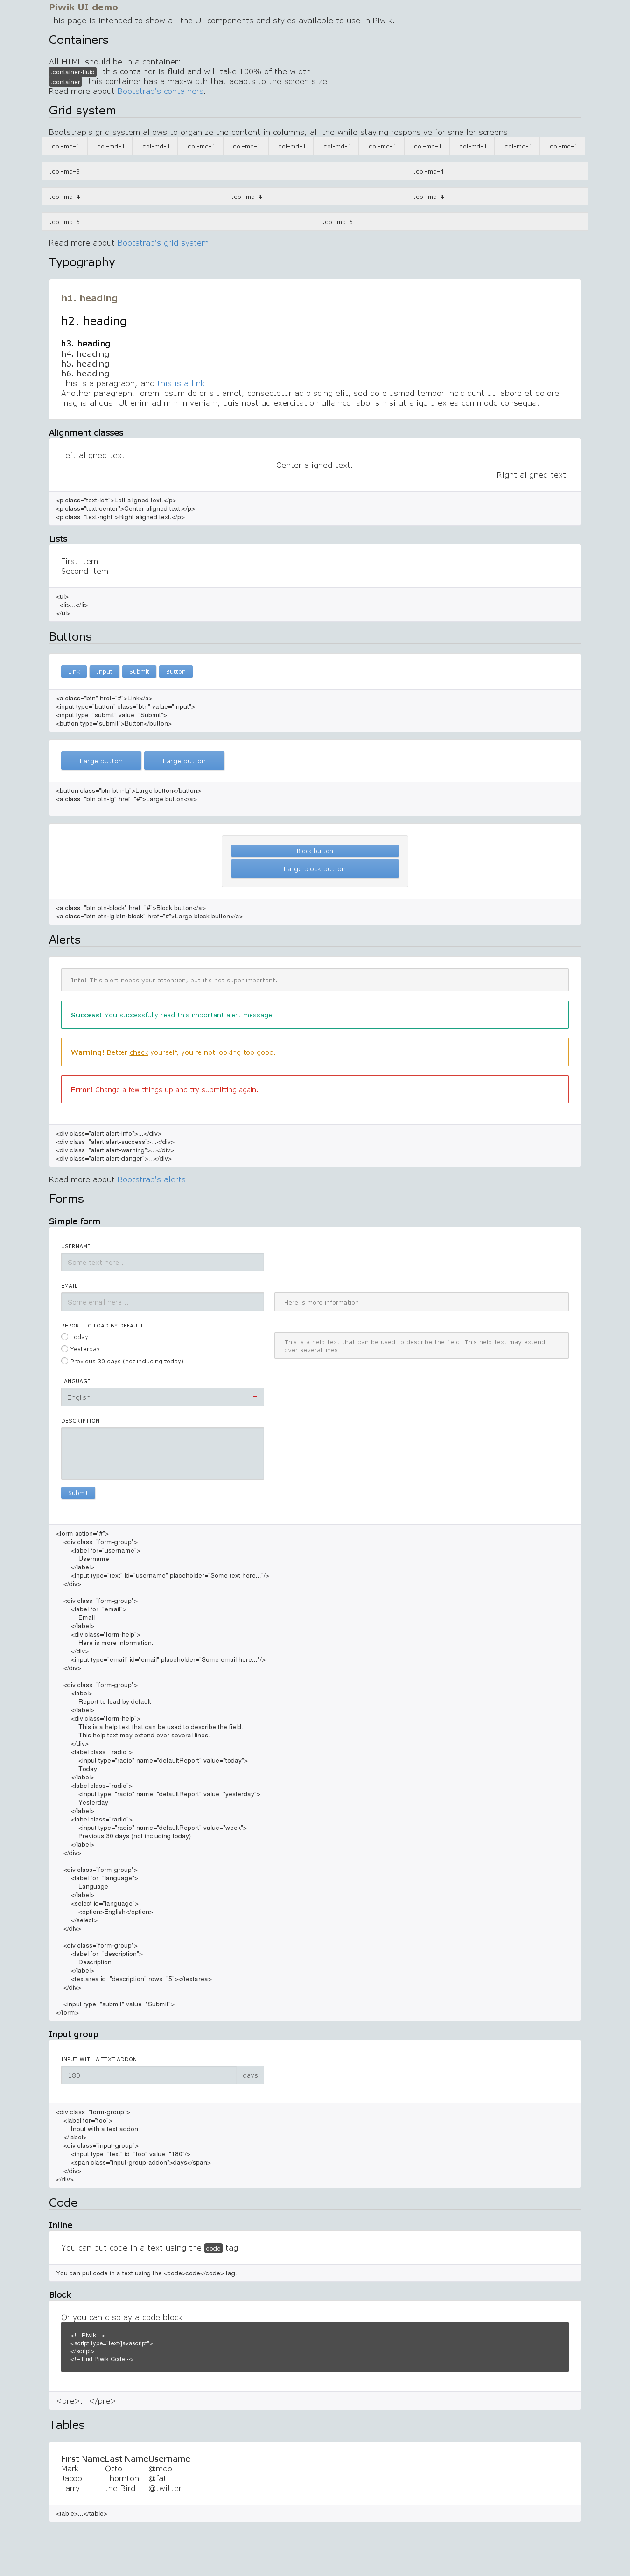 Piwik UI demo
This page is intended to show all the UI components and styles available to use in Piwik.
Containers
All HTML should be in a container:
.container-fluid : this container is fluid and will take 100% of the width
.container : this container has a max-width that adapts to the screen size
Read more about Bootstrap's containers.
Grid system
Bootstrap's grid system allows to organize the content in columns, all the while staying responsive for smaller screens.
.col-md-1 .col-md-1 .col-md-1 .col-md-1 .col-md-1 .col-md-1 .col-md-1 .col-md-1 .col-md-1 .col-md-1 .col-md-1 .col-md-1
.col-md-8 .col-md-4
.col-md-4 .col-md-4 .col-md-4
.col-md-6 .col-md-6
Read more about Bootstrap's grid system.
Typography
h1. heading
h2. heading
h3. heading
h4. heading
h5. heading
h6. heading
This is a paragraph, and this is a link.
Another paragraph, lorem ipsum dolor sit amet, consectetur adipiscing elit, sed do eiusmod tempor incididunt ut labore et dolore
magna aliqua. Ut enim ad minim veniam, quis nostrud exercitation ullamco laboris nisi ut aliquip ex ea commodo consequat.
Alignment classes
Left aligned text.
Center aligned text.
Right aligned text.
<p class="text-left">Left aligned text.</p>
<p class="text-center">Center aligned text.</p>
<p class="text-right">Right aligned text.</p>
Lists
First item
Second item
<ul>
  <li>...</li>
</ul>
Buttons
Link Input Submit Button
<a class="btn" href="#">Link</a>
<input type="button" class="btn" value="Input">
<input type="submit" value="Submit">
<button type="submit">Button</button>
Large button Large button
<button class="btn btn-lg">Large button</button>
<a class="btn btn-lg" href="#">Large button</a>
Block button
Large block button
<a class="btn btn-block" href="#">Block button</a>
<a class="btn btn-lg btn-block" href="#">Large block button</a>
Alerts
Info! This alert needs your attention, but it's not super important.
Success! You successfully read this important alert message.
Warning! Better check yourself, you're not looking too good.
Error! Change a few things up and try submitting again.
<div class="alert alert-info">...</div>
<div class="alert alert-success">...</div>
<div class="alert alert-warning">...</div>
<div class="alert alert-danger">...</div>
Read more about Bootstrap's alerts.
Forms
Simple form
USERNAME
Some text here...
EMAIL
Some email here... Here is more information.
REPORT TO LOAD BY DEFAULT
Today
This is a help text that can be used to describe the field. This help text may extend
over several lines.
Yesterday
Previous 30 days (not including today)
LANGUAGE
English
DESCRIPTION
Submit
<form action="#">
    <div class="form-group">
        <label for="username">
            Username
        </label>
        <input type="text" id="username" placeholder="Some text here..."/>
    </div>
    <div class="form-group">
        <label for="email">
            Email
        </label>
        <div class="form-help">
            Here is more information.
        </div>
        <input type="email" id="email" placeholder="Some email here..."/>
    </div>
    <div class="form-group">
        <label>
            Report to load by default
        </label>
        <div class="form-help">
            This is a help text that can be used to describe the field.
            This help text may extend over several lines.
        </div>
        <label class="radio">
            <input type="radio" name="defaultReport" value="today">
            Today
        </label>
        <label class="radio">
            <input type="radio" name="defaultReport" value="yesterday">
            Yesterday
        </label>
        <label class="radio">
            <input type="radio" name="defaultReport" value="week">
            Previous 30 days (not including today)
        </label>
    </div>
    <div class="form-group">
        <label for="language">
            Language
        </label>
        <select id="language">
            <option>English</option>
        </select>
    </div>
    <div class="form-group">
        <label for="description">
            Description
        </label>
        <textarea id="description" rows="5"></textarea>
    </div>
    <input type="submit" value="Submit">
</form>
Input group
INPUT WITH A TEXT ADDON
180 days
<div class="form-group">
    <label for="foo">
        Input with a text addon
    </label>
    <div class="input-group">
        <input type="text" id="foo" value="180"/>
        <span class="input-group-addon">days</span>
    </div>
</div>
Code
Inline
You can put code in a text using the code tag.
You can put code in a text using the <code>code</code> tag.
Block
Or you can display a code block:
<!-- Piwik -->
<script type="text/javascript">
</script>
<!-- End Piwik Code -->
<pre>...</pre>
Tables
First Name Last Name Username
Mark Otto @mdo
Jacob Thornton @fat
Larry the Bird @twitter
<table>...</table>